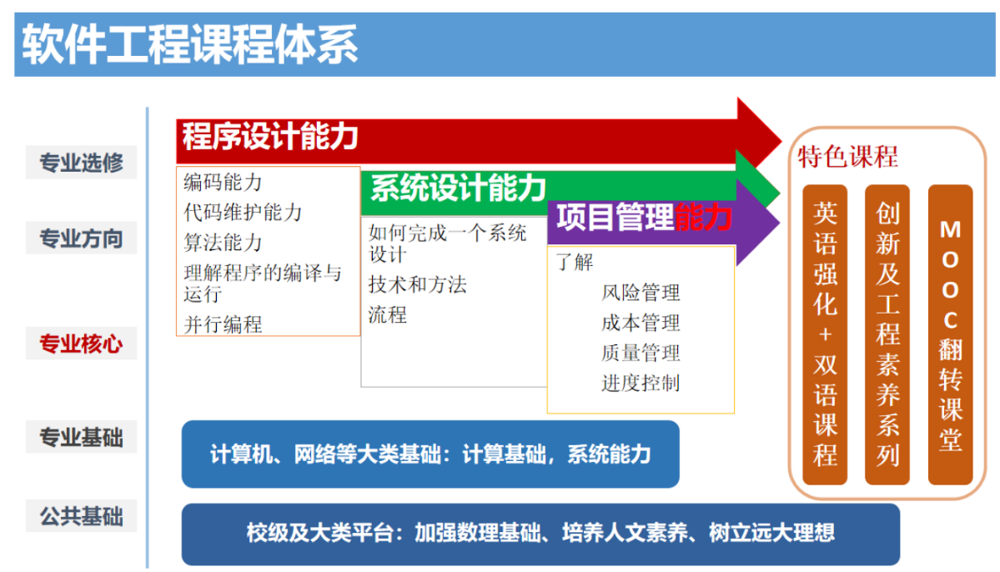 软件工程课程体系
专业选修
专业方向
专业核心
专业基础
公共基础
程序设计能力
编码能力
代码维护能力
算法能力
理解程序的编译与
运行
并行编程
系统设计能力
如何完成一个系统
设计
技术和方法
流程
项目管理能力
了解
风险管理
成本管理
质量管理
进度控制
计算机、网络等大类基础：计算基础，系统能力
校级及大类平台：加强数理基础、培养人文素养、树立远大理想
特色课程
英语强化+双语课程
创新及工程素养系列
MOOC翻转课堂